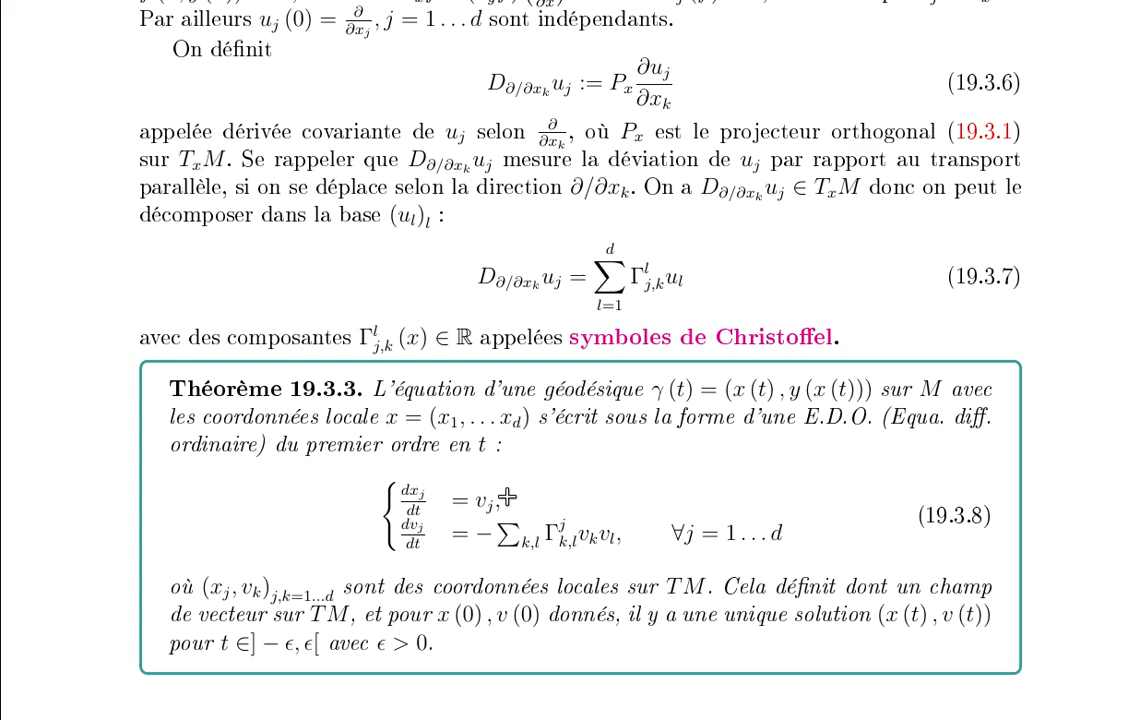 Par ailleurs u_j (0) = ∂/∂x_j, j = 1 … d sont indépendants.
On définit
D_{∂/∂x_k} u_j := P_x ∂u_j/∂x_k (19.3.6)
appelée dérivée covariante de u_j selon ∂/∂x_k, où P_x est le projecteur orthogonal (19.3.1)
sur T_xM. Se rappeler que D_{∂/∂x_k} u_j mesure la déviation de u_j par rapport au transport
parallèle, si on se déplace selon la direction ∂/∂x_k. On a D_{∂/∂x_k} u_j ∈ T_xM donc on peut le
décomposer dans la base (u_l)_l :
D_{∂/∂x_k} u_j = ∑_{l=1}^{d} Γ^l_{j,k} u_l (19.3.7)
avec des composantes Γ^l_{j,k} (x) ∈ ℝ appelées symboles de Christoffel.
Théorème 19.3.3. L'équation d'une géodésique γ (t) = (x (t) , y (x (t))) sur M avec
les coordonnées locale x = (x_1, … x_d) s'écrit sous la forme d'une E.D.O. (Equa. diff.
ordinaire) du premier ordre en t :
{ dx_j/dt = v_j,
dv_j/dt = − ∑_{k,l} Γ^j_{k,l} v_k v_l, ∀j = 1 … d (19.3.8)
où (x_j, v_k)_{j,k=1…d} sont des coordonnées locales sur TM. Cela définit dont un champ
de vecteur sur TM, et pour x (0) , v (0) donnés, il y a une unique solution (x (t) , v (t))
pour t ∈] − ϵ, ϵ[ avec ϵ > 0.